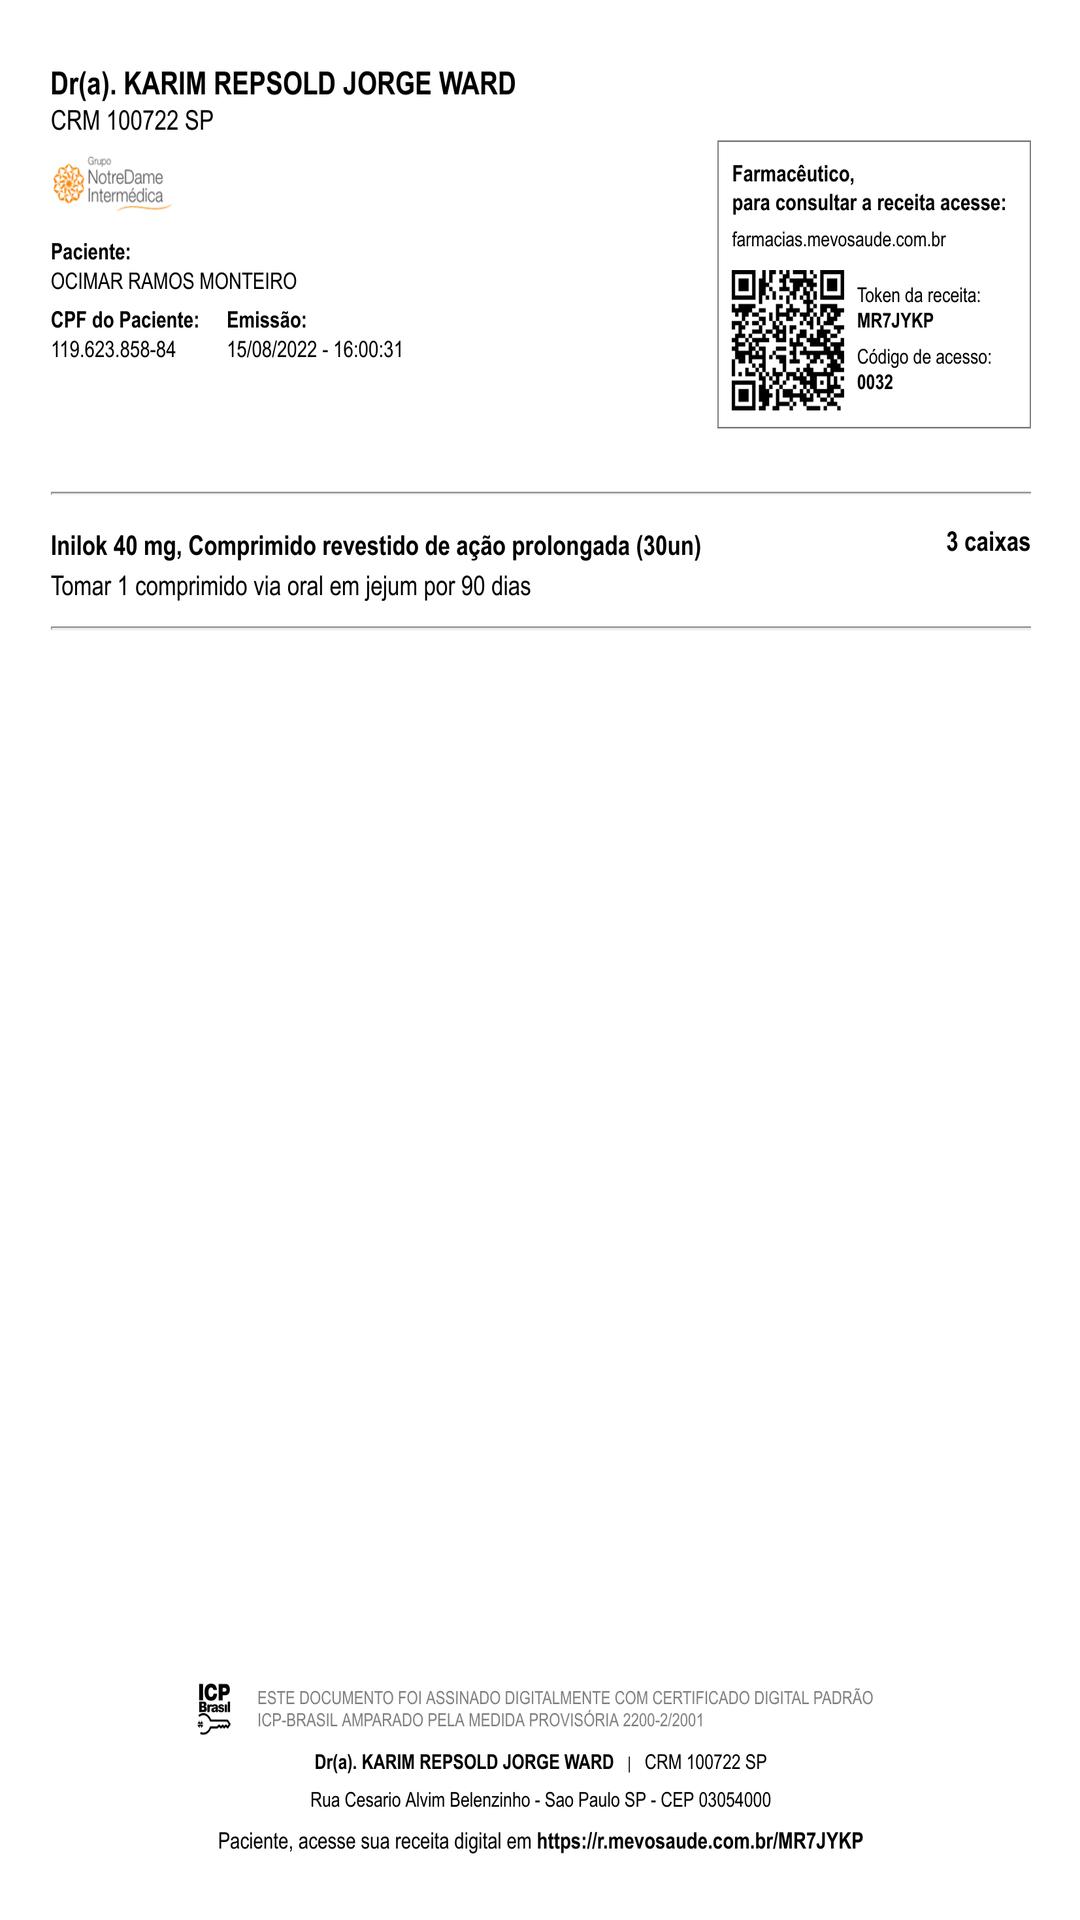 Dr(a). KARIM REPSOLD JORGE WARD
CRM 100722 SP
Grupo
NotreDame
Intermédica
Paciente:
OCIMAR RAMOS MONTEIRO
CPF do Paciente: Emissão:
119.623.858-84 15/08/2022 - 16:00:31
Farmacêutico,
para consultar a receita acesse:
farmacias.mevosaude.com.br
Token da receita:
MR7JYKP
Código de acesso:
0032
Inilok 40 mg, Comprimido revestido de ação prolongada (30un) 3 caixas
Tomar 1 comprimido via oral em jejum por 90 dias
ICP
Brasil
ESTE DOCUMENTO FOI ASSINADO DIGITALMENTE COM CERTIFICADO DIGITAL PADRÃO
ICP-BRASIL AMPARADO PELA MEDIDA PROVISÓRIA 2200-2/2001
Dr(a). KARIM REPSOLD JORGE WARD | CRM 100722 SP
Rua Cesario Alvim Belenzinho - Sao Paulo SP - CEP 03054000
Paciente, acesse sua receita digital em https://r.mevosaude.com.br/MR7JYKP